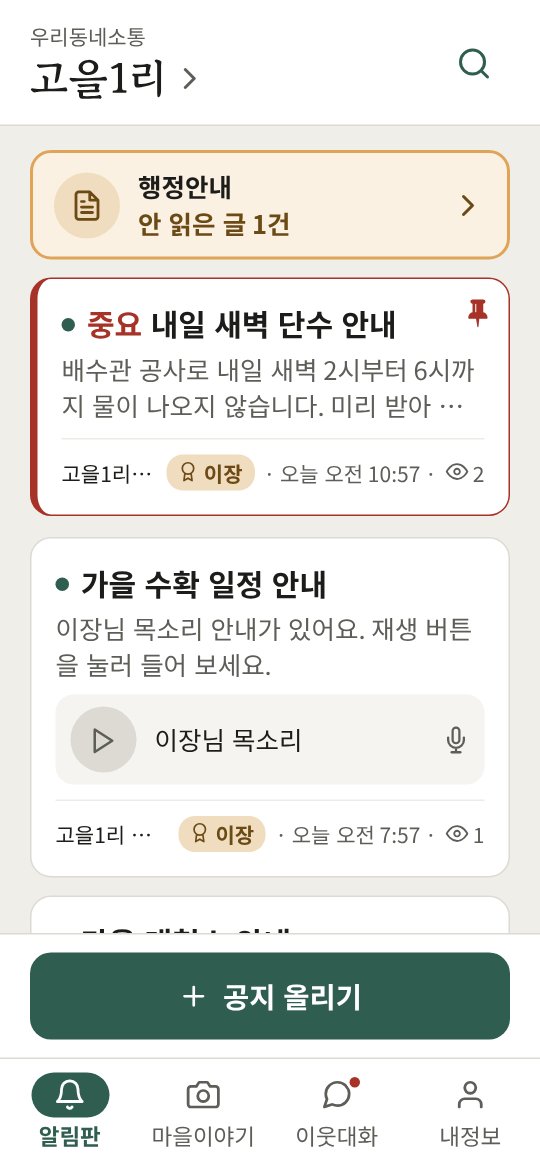 우리동네소통
고을1리
행정안내
안 읽은 글 1건
중요 내일 새벽 단수 안내
배수관 공사로 내일 새벽 2시부터 6시까
지 물이 나오지 않습니다. 미리 받아 …
고을1리… 이장 · 오늘 오전 10:57 · 2
가을 수확 일정 안내
이장님 목소리 안내가 있어요. 재생 버튼
을 눌러 들어 보세요.
이장님 목소리
고을1리 … 이장 · 오늘 오전 7:57 · 1
공지 올리기
알림판 마을이야기 이웃대화 내정보